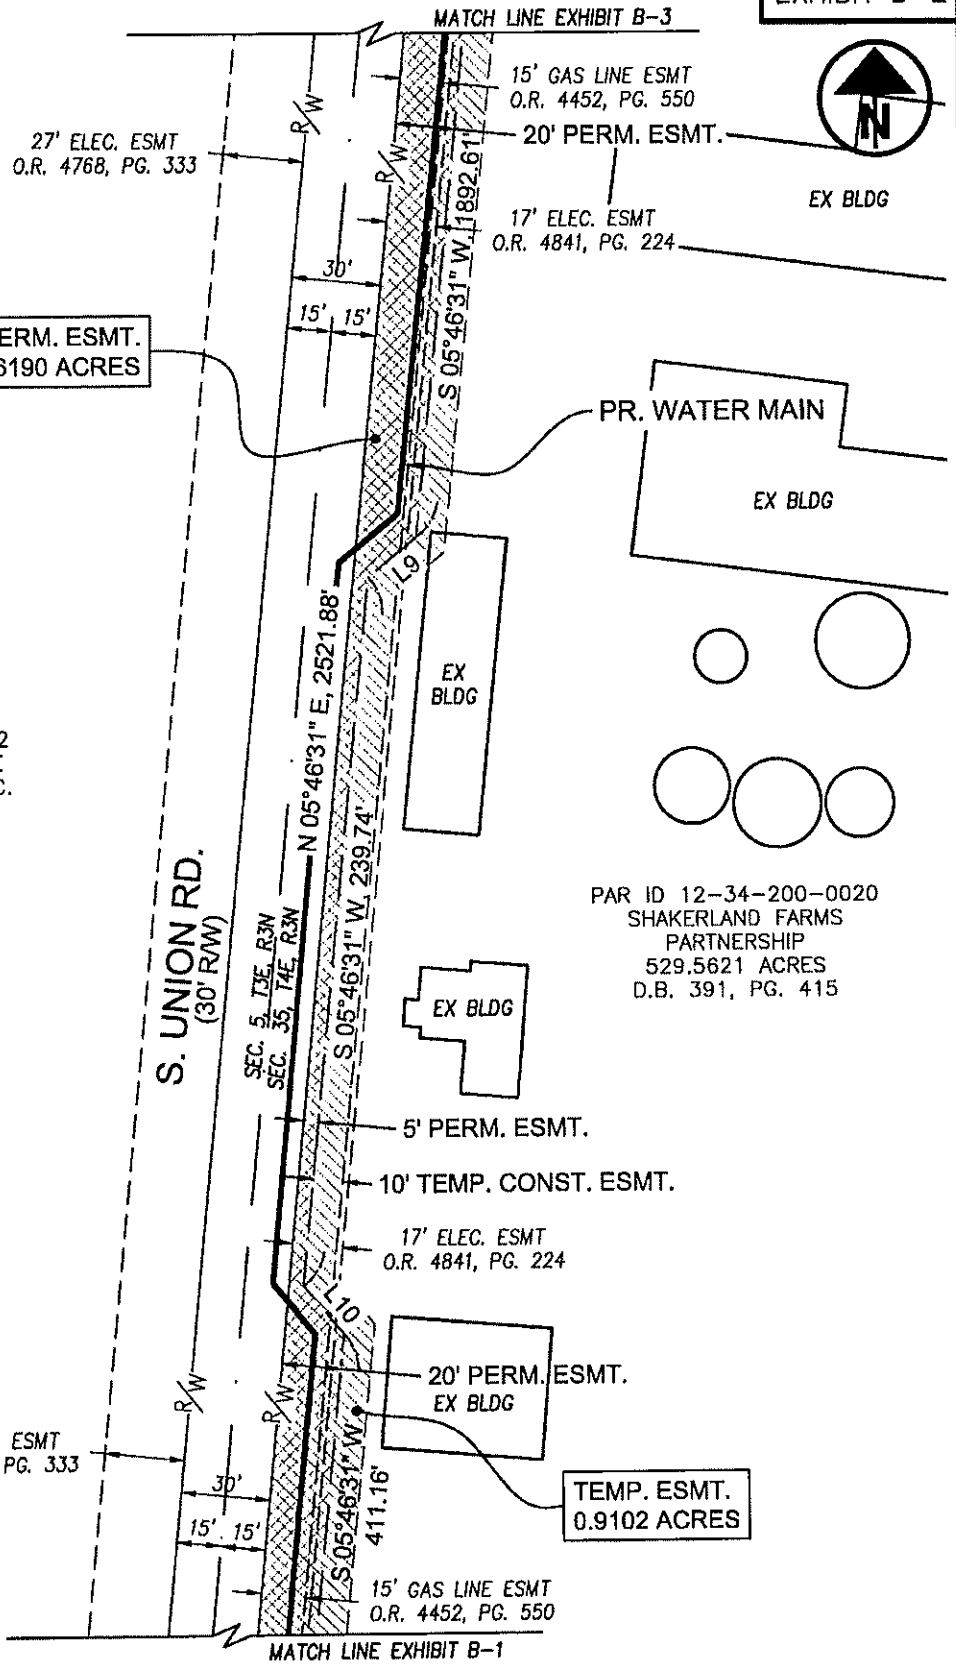 MATCH LINE EXHIBIT B-3
15' GAS LINE ESMT
O.R. 4452, PG. 550
20' PERM. ESMT.
N
27' ELEC. ESMT
O.R. 4768, PG. 333
R/W
R/W
EX BLDG
17' ELEC. ESMT
O.R. 4841, PG. 224
S 05°46'31" W, 1892.61'
30'
15' 15'
ERM. ESMT.
6190 ACRES
PR. WATER MAIN
EX BLDG
L9
N 05°46'31" E, 2521.88'
EX
BLDG
S 05°46'31" W, 239.74'
S. UNION RD.
(30' R/W)
SEC. 5, T3E, R3N
SEC. 35, T4E, R3N
PAR ID 12-34-200-0020
SHAKERLAND FARMS
PARTNERSHIP
529.5621 ACRES
D.B. 391, PG. 415
EX BLDG
5' PERM. ESMT.
10' TEMP. CONST. ESMT.
17' ELEC. ESMT
O.R. 4841, PG. 224
L10
20' PERM. ESMT.
EX BLDG
R/W
R/W
ESMT
PG. 333
30'
15' 15'
S 05°46'31" W
411.16'
TEMP. ESMT.
0.9102 ACRES
15' GAS LINE ESMT
O.R. 4452, PG. 550
MATCH LINE EXHIBIT B-1